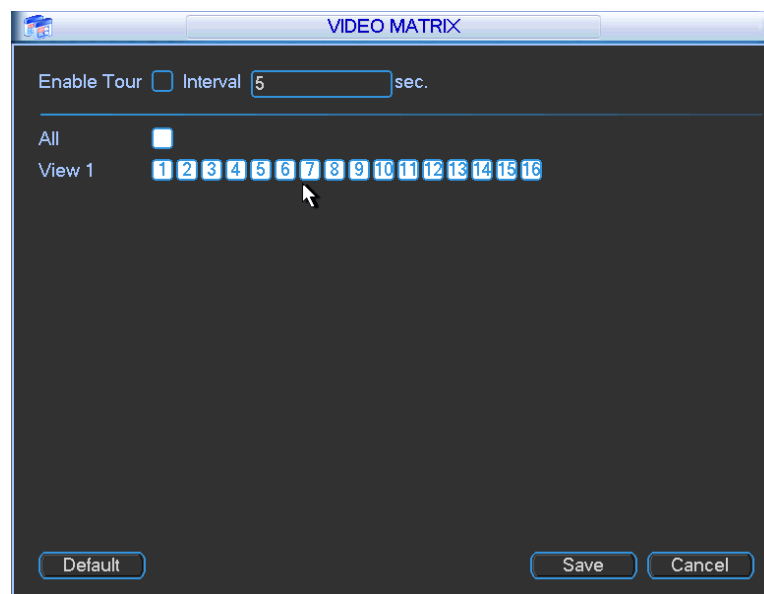 VIDEO MATRIX
Enable Tour Interval 5 sec.
All
View 1 1 2 3 4 5 6 7 8 9 10 11 12 13 14 15 16
Default Save Cancel